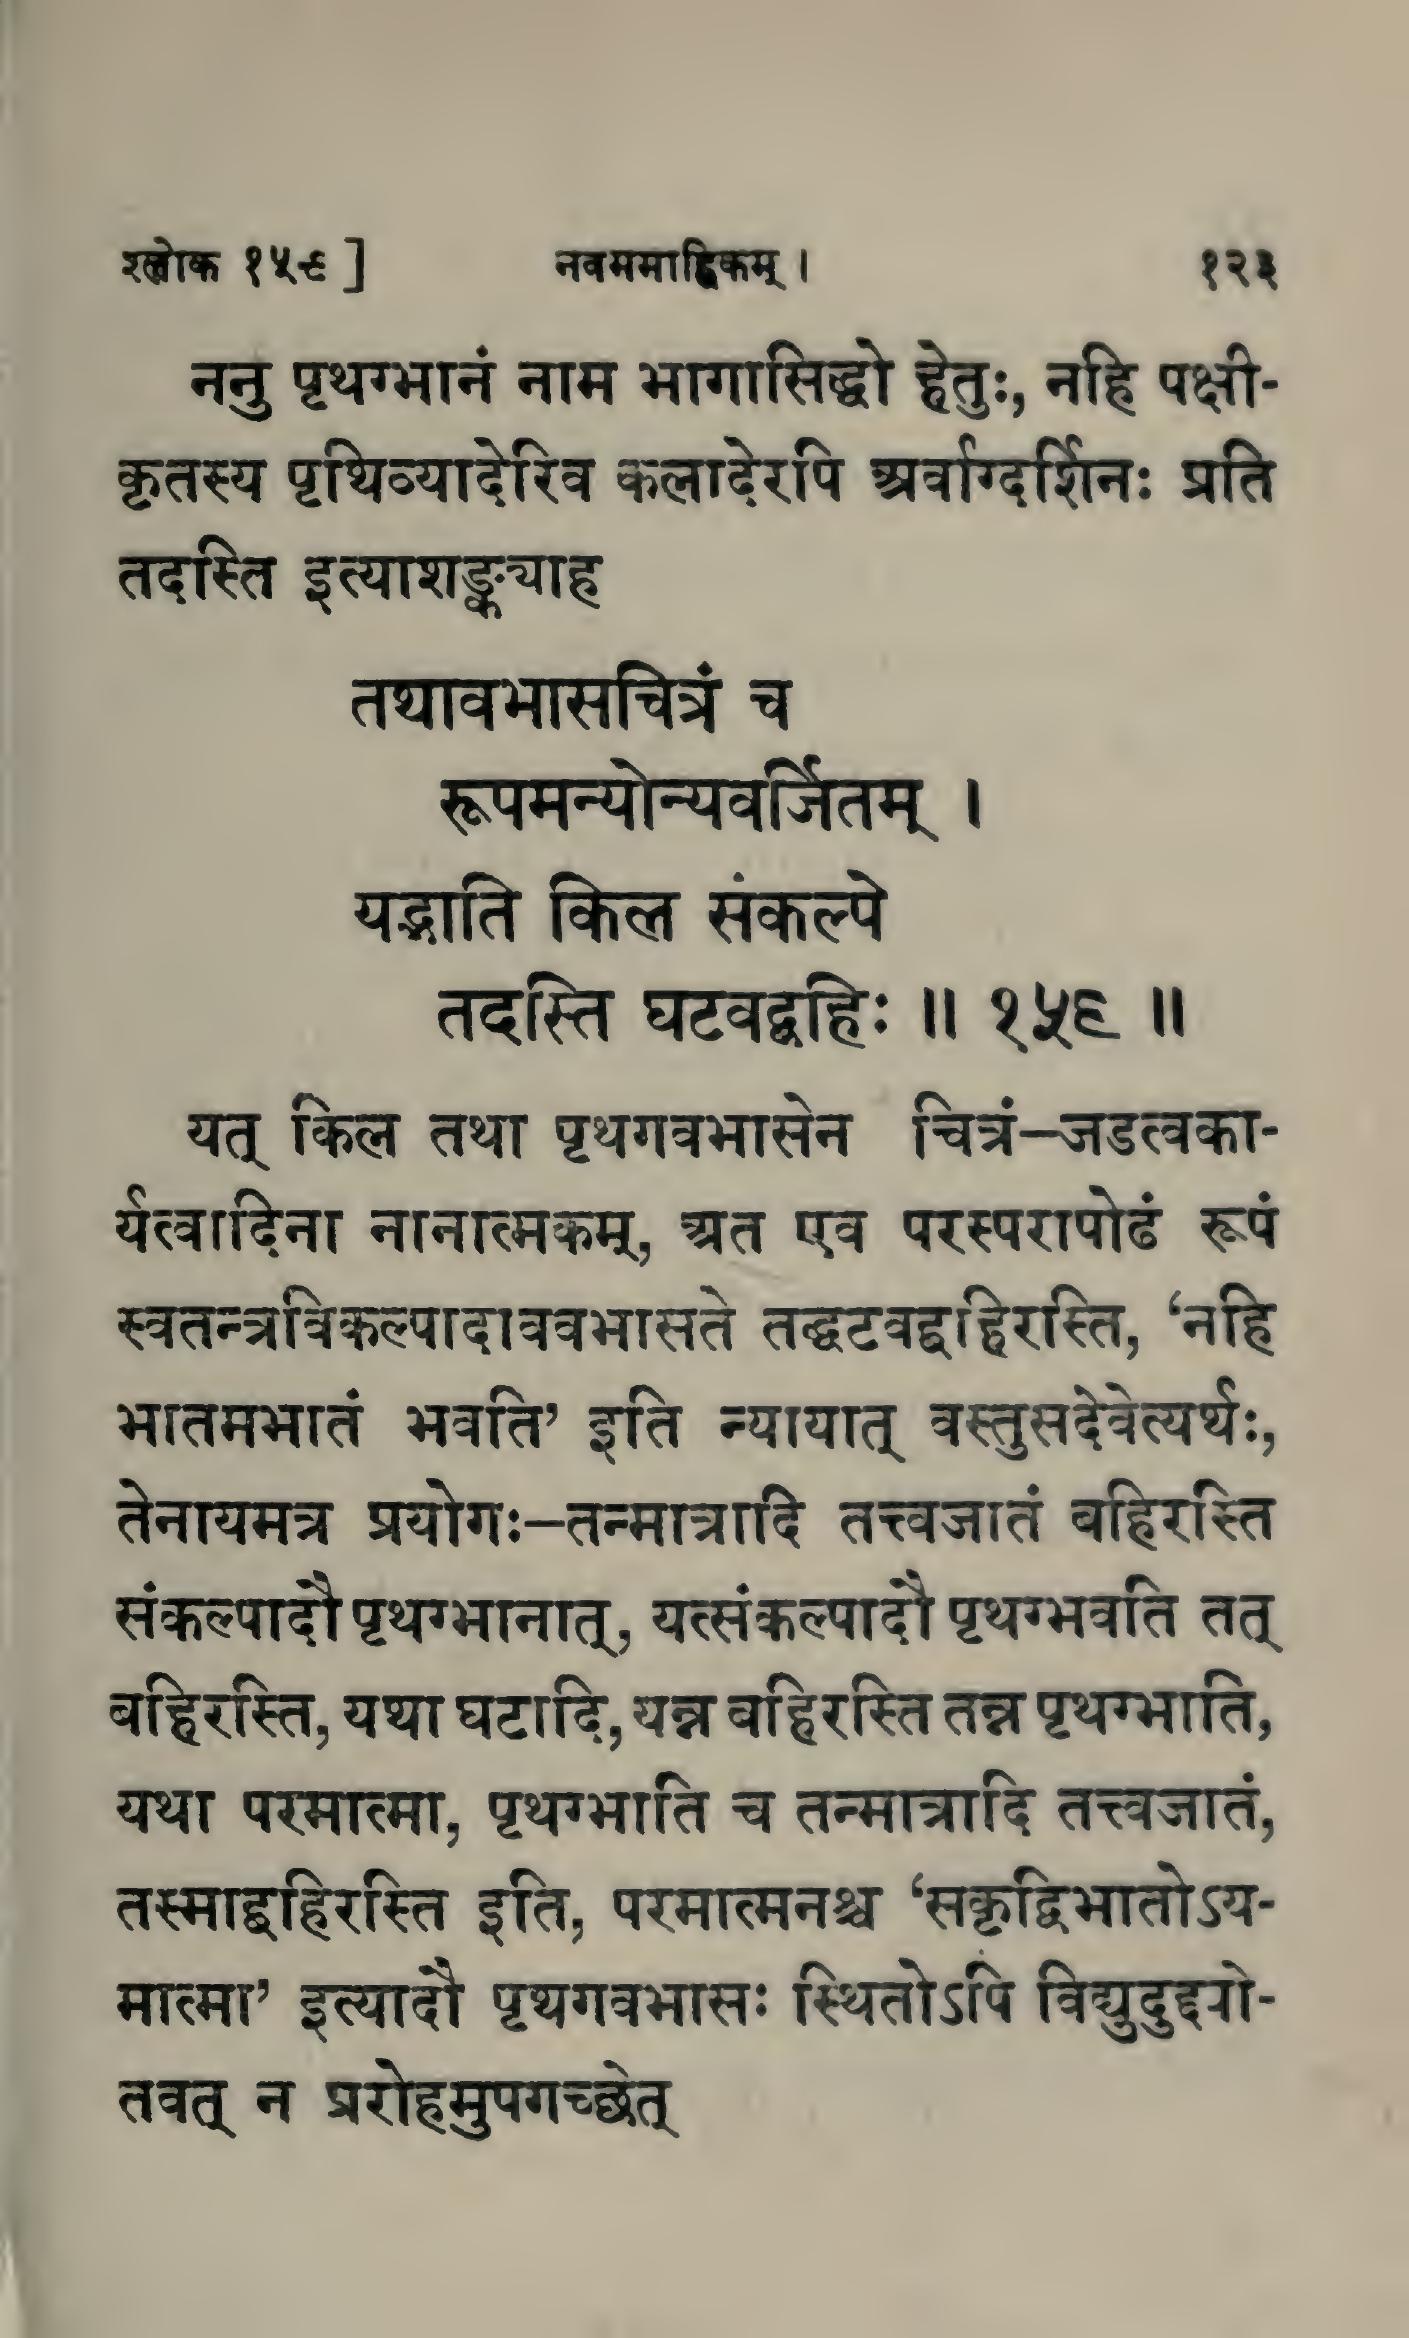 श्लोक १५९ ] नवममाह्निकम् । १२३
ननु पृथग्भानं नाम भागासिद्धो हेतुः, नहि पक्षी-
कृतस्य पृथिव्यादेरिव कलादेरपि अर्वाग्दर्शिनः प्रति
तदस्ति इत्याशङ्क्याह
तथावभासचित्रं च
रूपमन्योन्यवर्जितम् ।
यद्भाति किल संकल्पे
तदस्ति घटवद्बहिः ॥ १५९ ॥
यत् किल तथा पृथगवभासेन चित्रं—जडत्वका-
र्यत्वादिना नानात्मकम्, अत एव परस्परापोढं रूपं
स्वतन्त्रविकल्पादाववभासते तद्घटवद्बहिरस्ति, ‘नहि
भातमभातं भवति’ इति न्यायात् वस्तुसदेवेत्यर्थः,
तेनायमत्र प्रयोगः—तन्मात्रादि तत्त्वजातं बहिरस्ति
संकल्पादौ पृथग्भानात्, यत्संकल्पादौ पृथग्भवति तत्
बहिरस्ति, यथा घटादि, यन्न बहिरस्ति तन्न पृथग्भाति,
यथा परमात्मा, पृथग्भाति च तन्मात्रादि तत्त्वजातं,
तस्माद्बहिरस्ति इति, परमात्मनश्च ‘सकृद्विभातोऽय-
मात्मा’ इत्यादौ पृथगवभासः स्थितोऽपि विद्युदुद्द्यो-
तवत् न प्ररोहमुपगच्छेत्